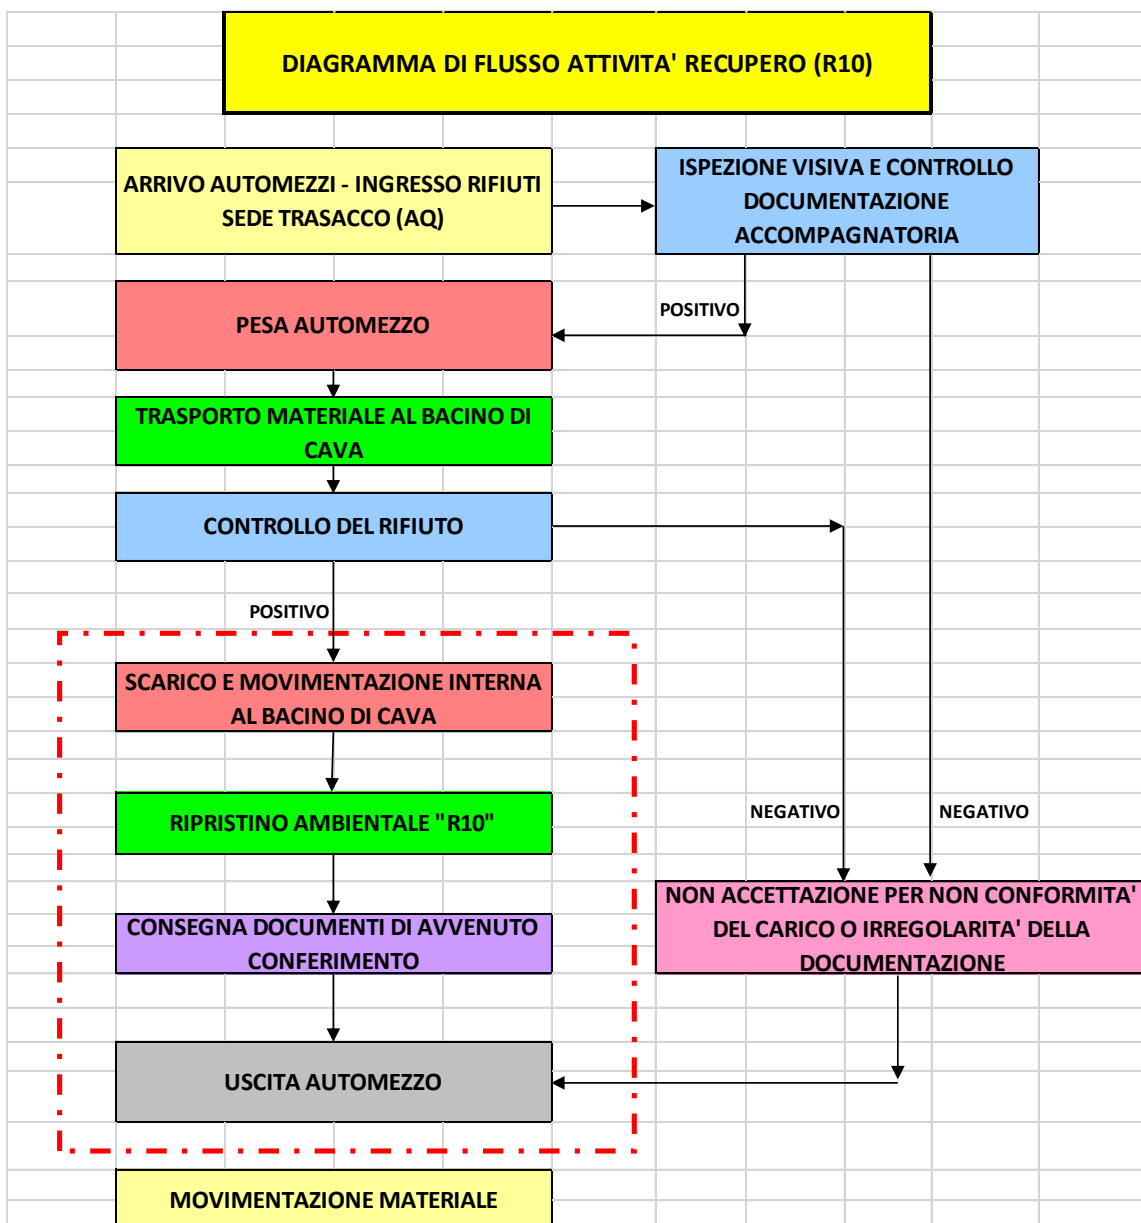 DIAGRAMMA DI FLUSSO ATTIVITA' RECUPERO (R10)
ARRIVO AUTOMEZZI - INGRESSO RIFIUTI
SEDE TRASACCO (AQ)
ISPEZIONE VISIVA E CONTROLLO
DOCUMENTAZIONE
ACCOMPAGNATORIA
POSITIVO
PESA AUTOMEZZO
TRASPORTO MATERIALE AL BACINO DI
CAVA
CONTROLLO DEL RIFIUTO
POSITIVO
SCARICO E MOVIMENTAZIONE INTERNA
AL BACINO DI CAVA
RIPRISTINO AMBIENTALE "R10"
NEGATIVO
NEGATIVO
CONSEGNA DOCUMENTI DI AVVENUTO
CONFERIMENTO
NON ACCETTAZIONE PER NON CONFORMITA'
DEL CARICO O IRREGOLARITA' DELLA
DOCUMENTAZIONE
USCITA AUTOMEZZO
MOVIMENTAZIONE MATERIALE